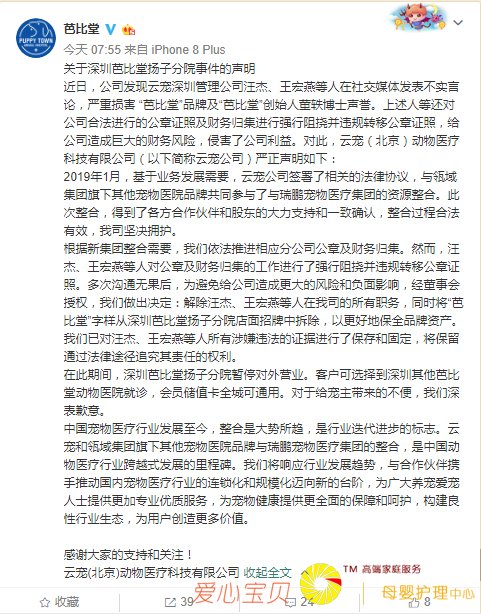 芭比堂
今天 07:55 来自 iPhone 8 Plus
PUPPY TOWN
关于深圳芭比堂扬子分院事件的声明
近日，公司发现云宠深圳管理公司汪杰、王宏燕等人在社交媒体发表不实言
论，严重损害 “芭比堂”品牌及“芭比堂”创始人董轶博士声誉。上述人等还对
公司合法进行的公章证照及财务归集进行强行阻挠并违规转移公章证照，给
公司造成巨大的财务风险，侵害了公司利益。对此，云宠（北京）动物医疗
科技有限公司（以下简称云宠公司）严正声明如下：
2019年1月，基于业务发展需要，云宠公司签署了相关的法律协议，与瓴域
集团旗下其他宠物医院品牌共同参与了与瑞鹏宠物医疗集团的资源整合。此
次整合，得到了各方合作伙伴和股东的大力支持和一致确认，整合过程合法
有效，我司坚决拥护。
根据新集团整合需要，我们依法推进相应分公司公章及财务归集。然而，汪
杰、王宏燕等人对公章及财务归集的工作进行了强行阻挠并违规转移公章证
照。多次沟通无果后，为避免给公司造成更大的风险和负面影响，经董事会
授权，我们做出决定：解除汪杰、王宏燕等人在我司的所有职务，同时将“芭
比堂”字样从深圳芭比堂扬子分院店面招牌中拆除，以更好地保全品牌资产。
我们已对汪杰、王宏燕等人所有涉嫌违法的证据进行了保存和固定，将保留
通过法律途径追究其责任的权利。
在此期间，深圳芭比堂扬子分院暂停对外营业。客户可选择到深圳其他芭比
堂动物医院就诊，会员储值卡全域可通用。对于给宠主带来的不便，我们深
表歉意。
中国宠物医疗行业发展至今，整合是大势所趋，是行业迭代进步的标志。云
宠和瓴域集团旗下其他宠物医院品牌与瑞鹏宠物医疗集团的整合，是中国动
物医疗行业跨越式发展的里程碑。我们将响应行业发展趋势，与合作伙伴携
手推动国内宠物医疗行业的连锁化和规模化迈向新的台阶，为广大养宠爱宠
人士提供更加专业优质服务，为宠物健康提供更全面的保障和呵护，构建良
性行业生态，为用户创造更多价值。
感谢大家的支持和关注！
云宠(北京)动物医疗科技有限公司 收起全文
TM 高端家庭服务
爱心宝贝
母婴护理中心
收藏
39
24
8